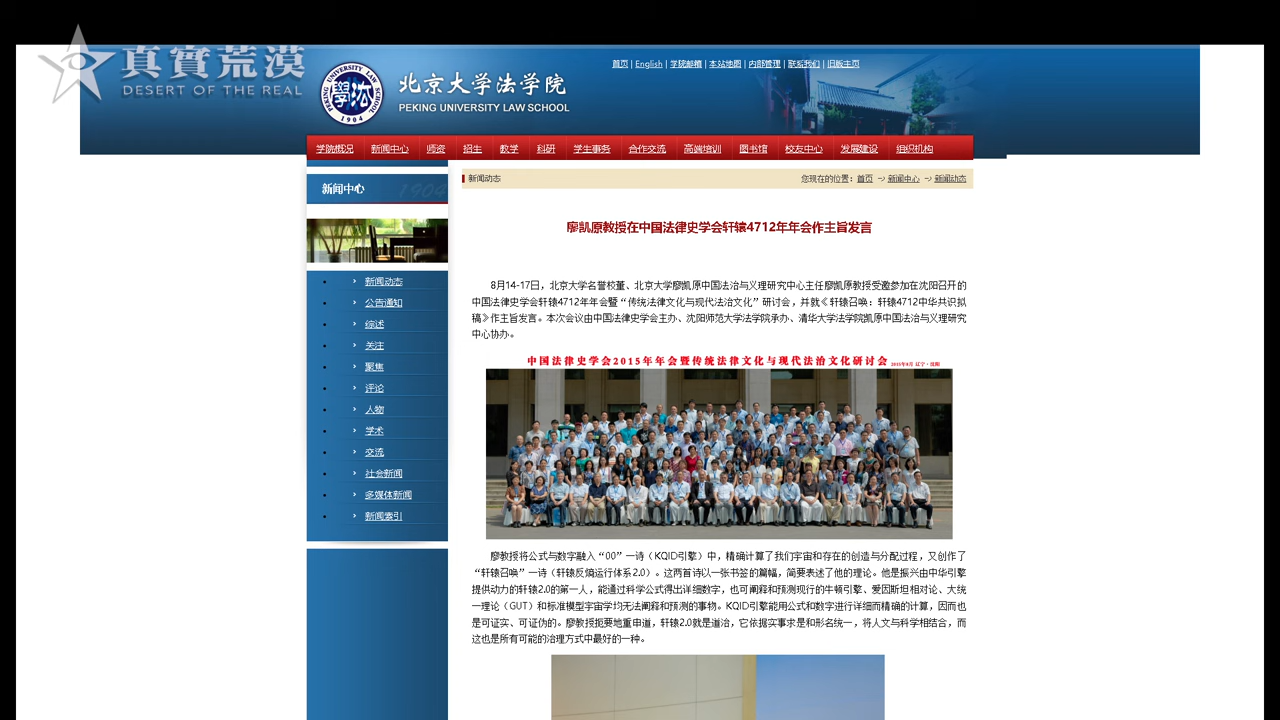 真實荒漠
DESERT OF THE REAL
PEKING UNIVERSITY LAW SCHOOL
1904
北京大学法学院
PEKING UNIVERSITY LAW SCHOOL
首页 | English | 学院邮箱 | 本站地图 | 内部管理 | 联系我们 | 旧版主页
学院概况 新闻中心 师资 招生 教学 科研 学生事务 合作交流 高端培训 图书馆 校友中心 发展建设 组织机构
新闻中心
1904
新闻动态
公告通知
综述
关注
聚焦
评论
人物
学术
交流
社会新闻
多媒体新闻
新闻索引
新闻动态
您现在的位置：首页 -> 新闻中心 -> 新闻动态
廖凯原教授在中国法律史学会轩辕4712年年会作主旨发言
8月14-17日，北京大学名誉校董、北京大学廖凯原中国法治与义理研究中心主任廖凯原教授受邀参加在沈阳召开的
中国法律史学会轩辕4712年年会暨“传统法律文化与现代法治文化”研讨会，并就《轩辕召唤：轩辕4712中华共识拟
稿》作主旨发言。本次会议由中国法律史学会主办、沈阳师范大学法学院承办、清华大学法学院凯原中国法治与义理研究
中心协办。
中国法律史学会2015年年会暨传统法律文化与现代法治文化研讨会 2015年8月 辽宁·沈阳
廖教授将公式与数字融入“00”一诗（KQID引擎）中，精确计算了我们宇宙和存在的创造与分配过程，又创作了
“轩辕召唤”一诗（轩辕反熵运行体系2.0）。这两首诗以一张书签的篇幅，简要表述了他的理论。他是振兴由中华引擎
提供动力的轩辕2.0的第一人，能通过科学公式得出详细数字，也可阐释和预测现行的牛顿引擎、爱因斯坦相对论、大统
一理论（GUT）和标准模型宇宙学均无法阐释和预测的事物。KQID引擎能用公式和数字进行详细而精确的计算，因而也
是可证实、可证伪的。廖教授扼要地重申道，轩辕2.0就是道治，它依据实事求是和形名统一，将人文与科学相结合，而
这也是所有可能的治理方式中最好的一种。